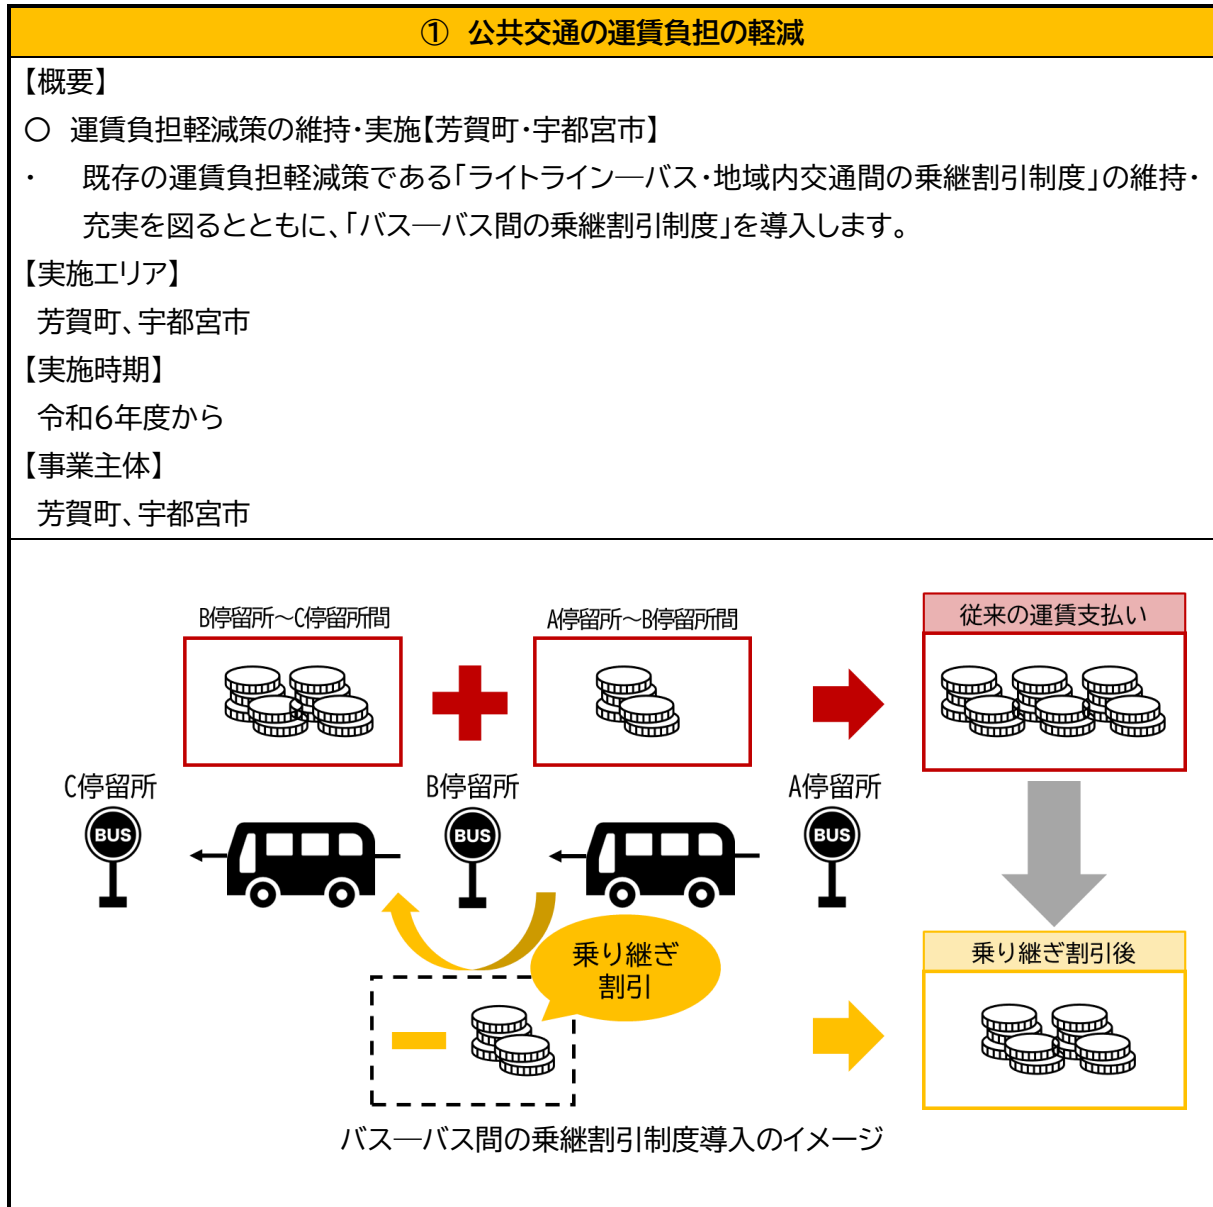 ① 公共交通の運賃負担の軽減
【概要】
○ 運賃負担軽減策の維持・実施【芳賀町・宇都宮市】
・ 既存の運賃負担軽減策である「ライトライン―バス・地域内交通間の乗継割引制度」の維持・
充実を図るとともに、「バス―バス間の乗継割引制度」を導入します。
【実施エリア】
芳賀町、宇都宮市
【実施時期】
令和6年度から
【事業主体】
芳賀町、宇都宮市
B停留所～C停留所間
A停留所～B停留所間
従来の運賃支払い
C停留所
B停留所
A停留所
BUS
BUS
BUS
乗り継ぎ
割引
乗り継ぎ割引後
バス―バス間の乗継割引制度導入のイメージ